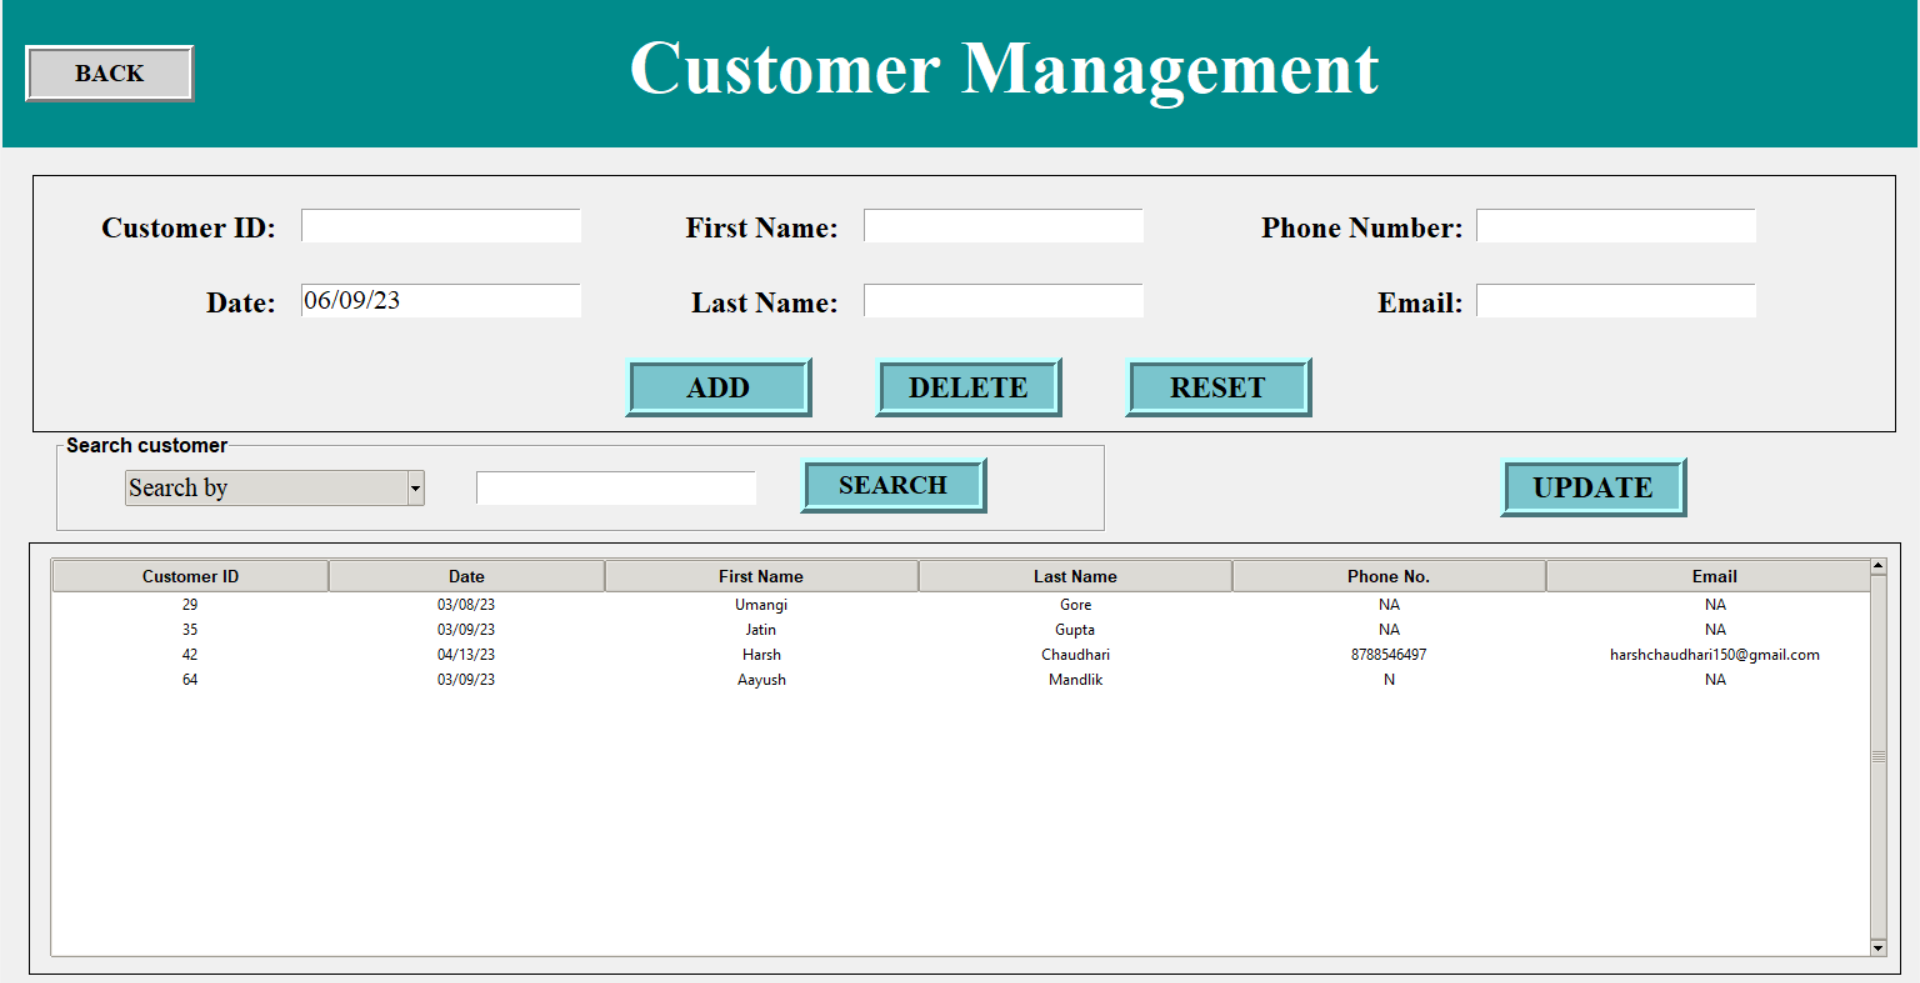 BACK
Customer Management
Customer ID: First Name: Phone Number:
Date: 06/09/23 Last Name: Email:
ADD DELETE RESET
Search customer
Search by SEARCH UPDATE
Customer ID Date First Name Last Name Phone No. Email
29 03/08/23 Umangi Gore NA NA
35 03/09/23 Jatin Gupta NA NA
42 04/13/23 Harsh Chaudhari 8788546497 harshchaudhari150@gmail.com
64 03/09/23 Aayush Mandlik N NA